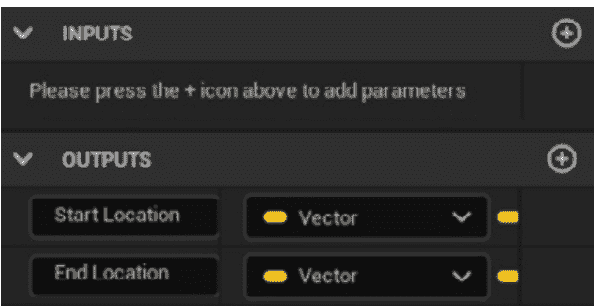 INPUTS
Please press the + icon above to add parameters
OUTPUTS
Start Location Vector
End Location Vector